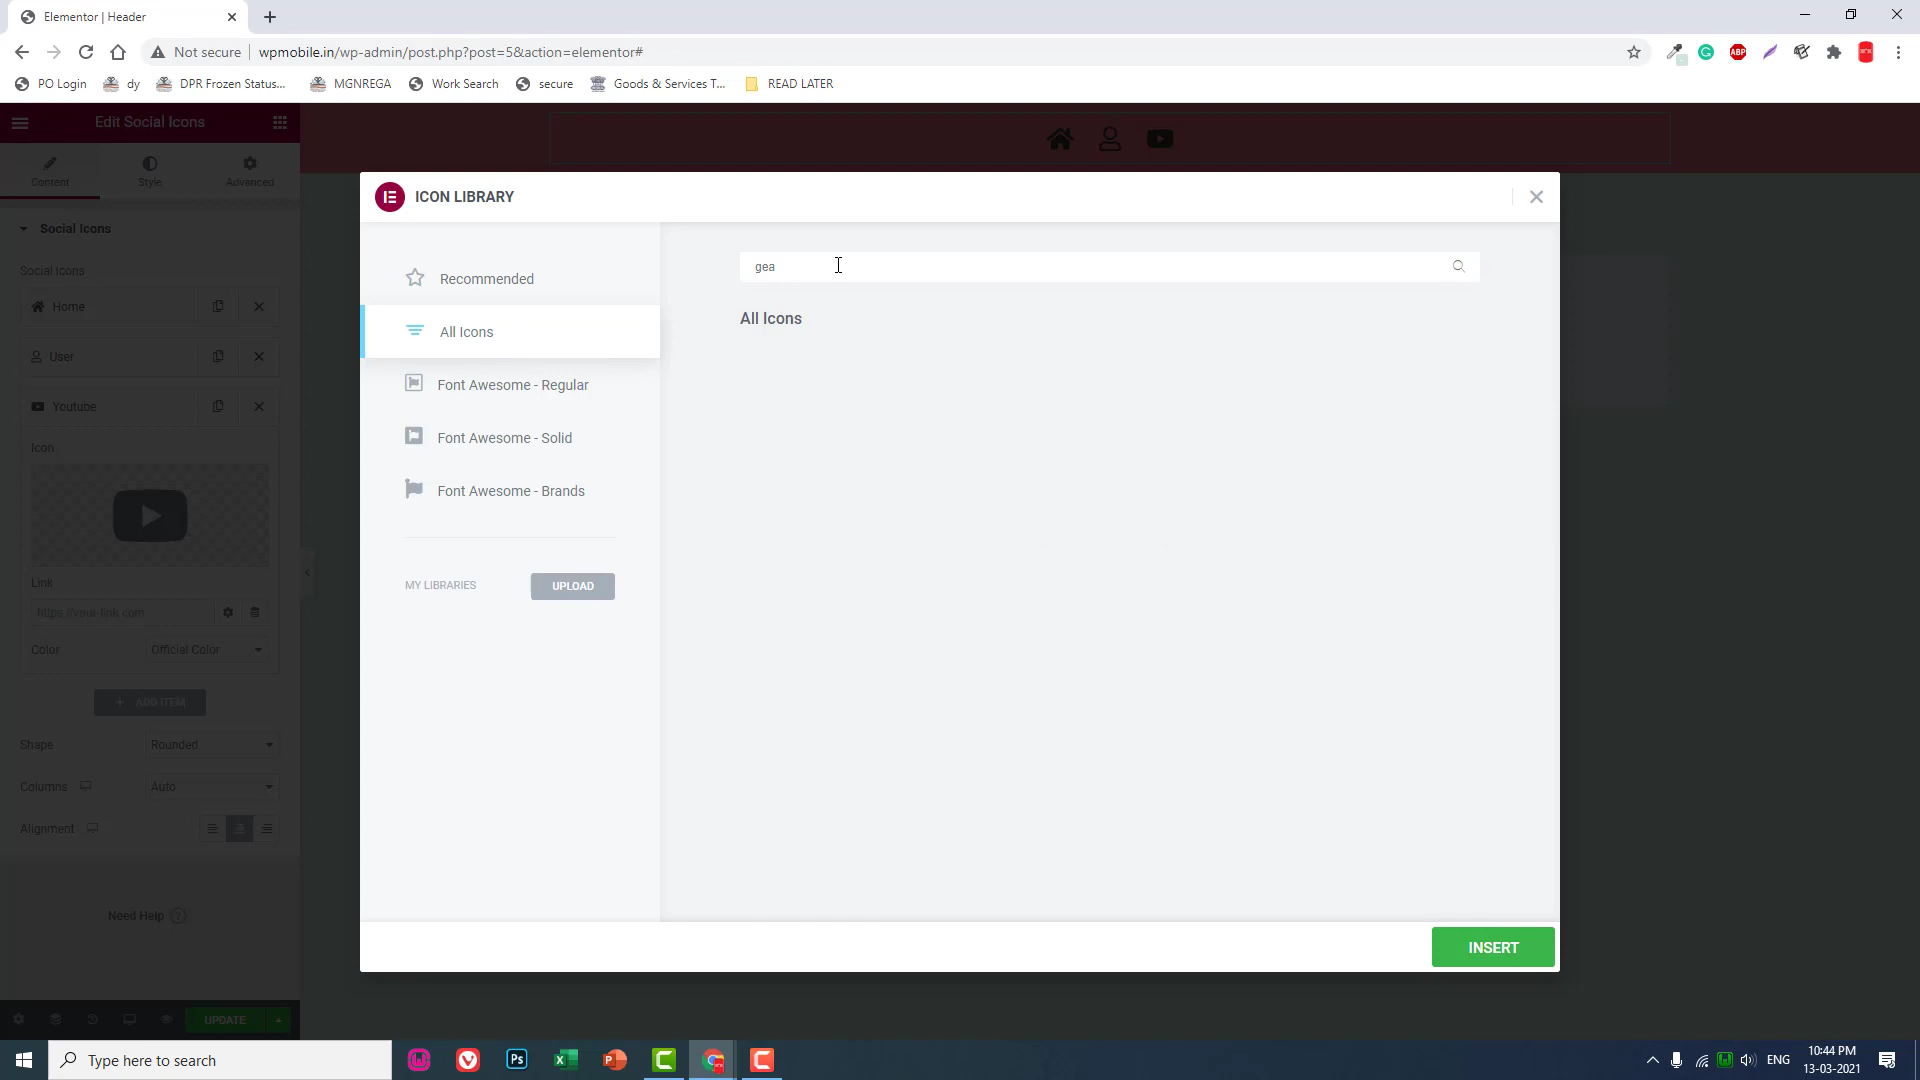 Elementor | Header
Not secure
wpmobile.in/wp-admin/post.php?post=5&action=elementor#
PO Login
dy
DPR Frozen Status...
MGNREGA
Work Search
secure
Goods & Services T...
READ LATER
ABP
Edit Social Icons
Content
Style
Advanced
Social Icons
Social Icons
Home
User
Youtube
Icon
Link
https://your-link.com
Color
Official Color
+ ADD ITEM
Shape
Rounded
Columns
Auto
Alignment
Need Help ?
UPDATE
ICON LIBRARY
Recommended
All Icons
Font Awesome - Regular
Font Awesome - Solid
Font Awesome - Brands
MY LIBRARIES
UPLOAD
gea
All Icons
INSERT
Type here to search
Ps
ENG
10:44 PM
13-03-2021